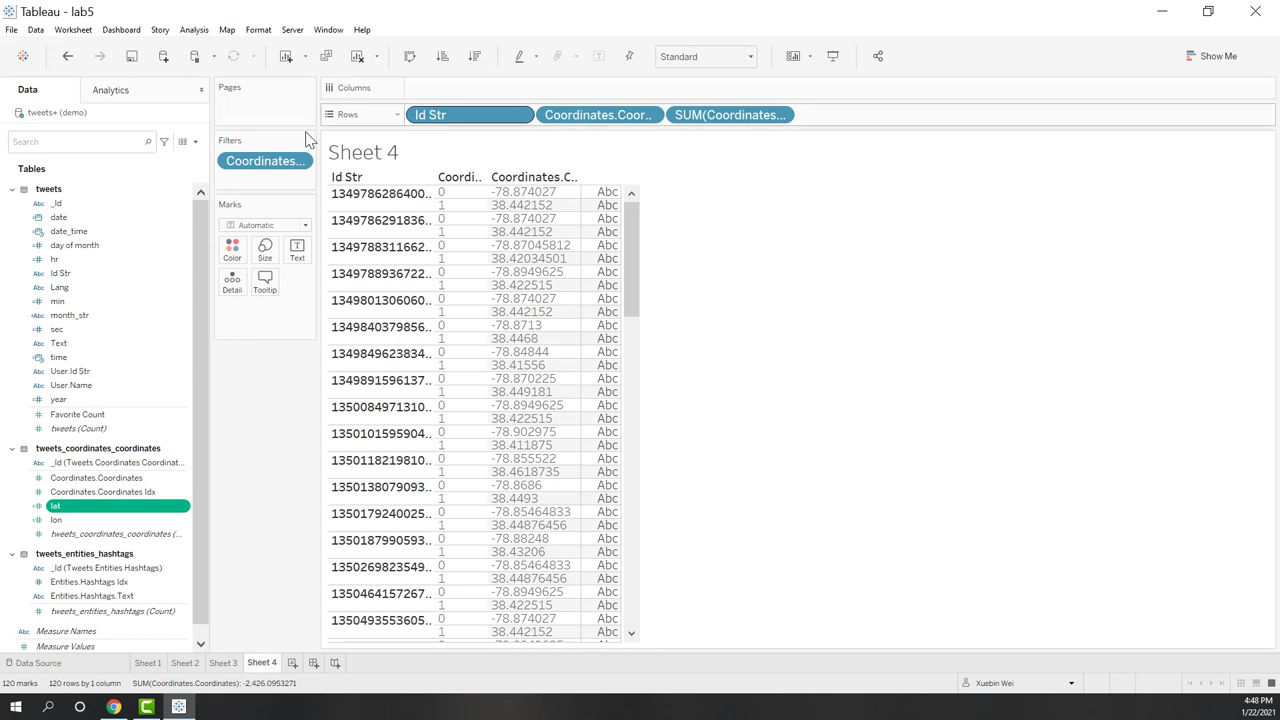 Tableau - lab5
File Data Worksheet Dashboard Story Analysis Map Format Server Window Help
Standard
Show Me
Data Analytics
tweets+ (demo)
Search
Tables
tweets
_Id
date
date_time
day of month
hr
Id Str
Lang
min
month_str
sec
Text
time
User.Id Str
User.Name
year
Favorite Count
tweets (Count)
tweets_coordinates_coordinates
_Id (Tweets Coordinates Coordinat...
Coordinates.Coordinates
Coordinates.Coordinates Idx
lat
lon
tweets_coordinates_coordinates (...
tweets_entities_hashtags
_Id (Tweets Entities Hashtags)
Entities.Hashtags Idx
Entities.Hashtags.Text
tweets_entities_hashtags (Count)
Measure Names
Measure Values
Pages
Filters
Coordinates...
Marks
Automatic
Color Size Text
Detail Tooltip
Columns
Rows Id Str Coordinates.Coor.. SUM(Coordinates...
Sheet 4
Id Str Coordi.. Coordinates.C..
1349786286400.. 0 -78.874027 Abc
1 38.442152 Abc
1349786291836.. 0 -78.874027 Abc
1 38.442152 Abc
1349788311662.. 0 -78.87045812 Abc
1 38.42034501 Abc
1349788936722.. 0 -78.8949625 Abc
1 38.422515 Abc
1349801306060.. 0 -78.874027 Abc
1 38.442152 Abc
1349840379856.. 0 -78.8713 Abc
1 38.4468 Abc
1349849623834.. 0 -78.84844 Abc
1 38.41556 Abc
1349891596137.. 0 -78.870225 Abc
1 38.449181 Abc
1350084971310.. 0 -78.8949625 Abc
1 38.422515 Abc
1350101595904.. 0 -78.902975 Abc
1 38.411875 Abc
1350118219810.. 0 -78.855522 Abc
1 38.4618735 Abc
1350138079093.. 0 -78.8686 Abc
1 38.4493 Abc
1350179240025.. 0 -78.85464833 Abc
1 38.44876456 Abc
1350187990593.. 0 -78.88248 Abc
1 38.43206 Abc
1350269823549.. 0 -78.85464833 Abc
1 38.44876456 Abc
1350464157267.. 0 -78.8949625 Abc
1 38.422515 Abc
1350493553605.. 0 -78.874027 Abc
1 38.442152 Abc
Data Source Sheet 1 Sheet 2 Sheet 3 Sheet 4
120 marks 120 rows by 1 column SUM(Coordinates.Coordinates): -2,426.0953271 Xuebin Wei
4:48 PM
1/22/2021